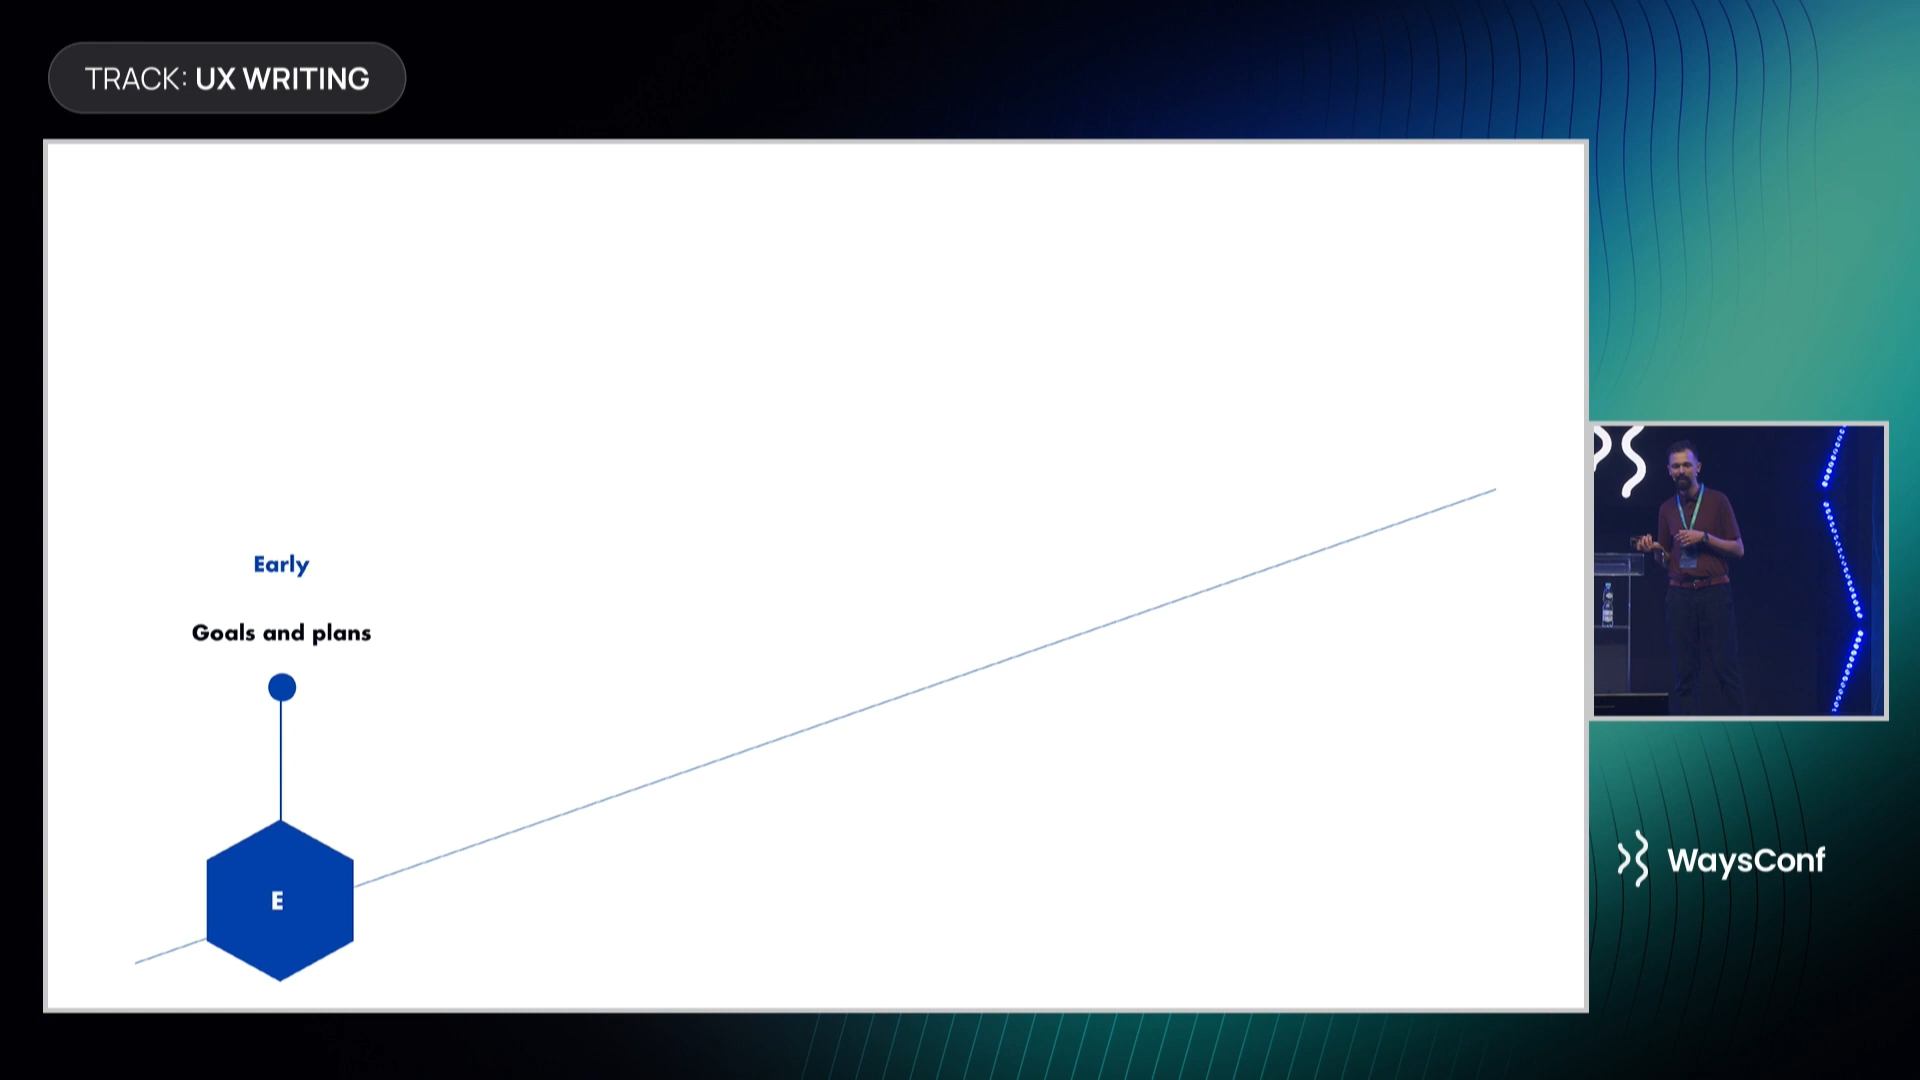 TRACK: UX WRITING
Early
Goals and plans
E
WaysConf